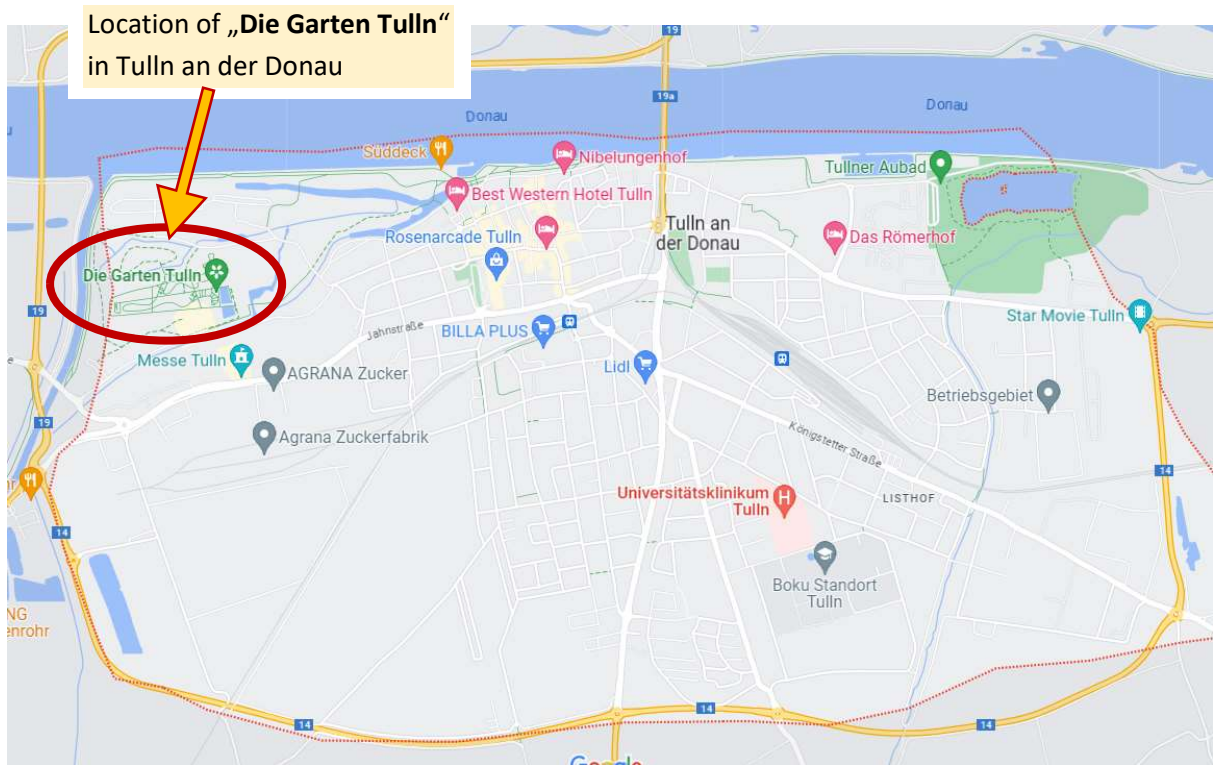 Location of „Die Garten Tulln“
in Tulln an der Donau
19
19a
Donau
Donau
Süddeck
Nibelungenhof
Tullner Aubad
Best Western Hotel Tulln
Tulln an
der Donau
Rosenarcade Tulln
Das Römerhof
Die Garten Tulln
19
Star Movie Tulln
Jahnstraße
BILLA PLUS
Messe Tulln
AGRANA Zucker
Lidl
Betriebsgebiet
19
Agrana Zuckerfabrik
Königstetter Straße
14
Universitätsklinikum
Tulln
H
LISTHOF
14
Boku Standort
Tulln
NG
enrohr
14
14
14
Google